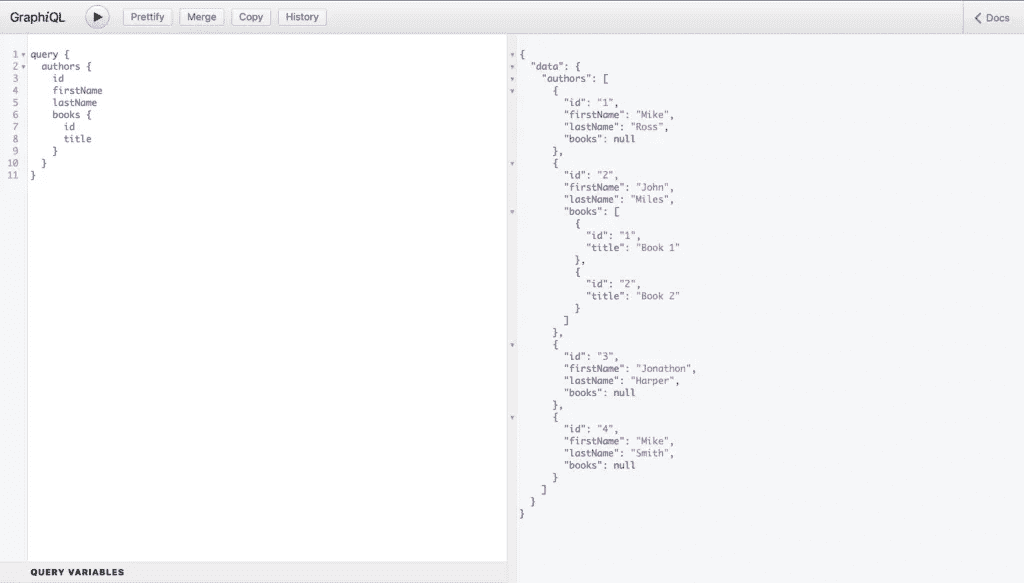 GraphiQL
Prettify
Merge
Copy
History
Docs
1 query {
2 authors {
3 id
4 firstName
5 lastName
6 books {
7 id
8 title
9 }
10 }
11 }
{
"data": {
"authors": [
{
"id": "1",
"firstName": "Mike",
"lastName": "Ross",
"books": null
},
{
"id": "2",
"firstName": "John",
"lastName": "Miles",
"books": [
{
"id": "1",
"title": "Book 1"
},
{
"id": "2",
"title": "Book 2"
}
]
},
{
"id": "3",
"firstName": "Jonathon",
"lastName": "Harper",
"books": null
},
{
"id": "4",
"firstName": "Mike",
"lastName": "Smith",
"books": null
}
]
}
}
QUERY VARIABLES